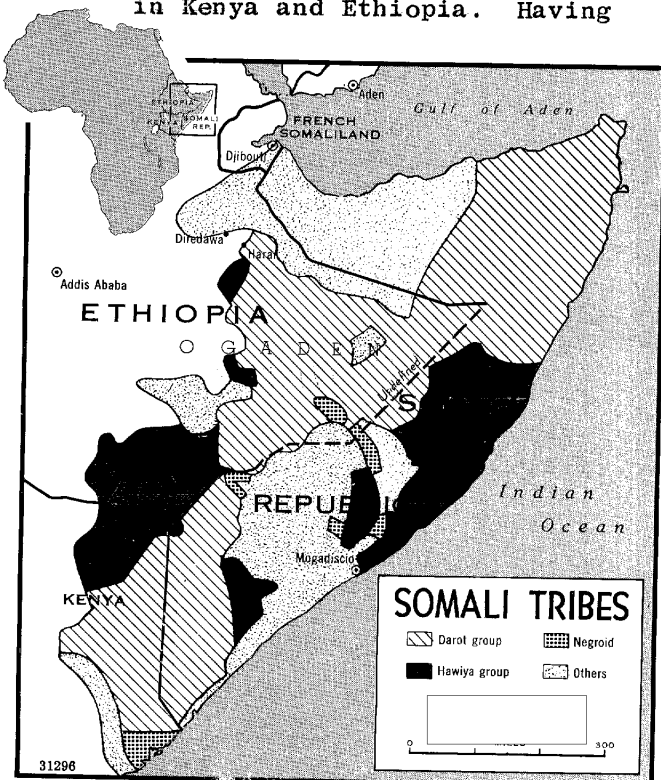 in Kenya and Ethiopia. Having
ETHIOPIA
KENYA
SOMALI
REP.
Aden
Gulf of Aden
FRENCH
SOMALILAND
Djibouti
Diredawa
Harar
Addis Ababa
ETHIOPIA
OGADEN
Undefined
S
REPUBLIC
Indian
Ocean
Mogadiscio
KENYA
SOMALI TRIBES
Darot group
Negroid
Hawiya group
Others
0
300
31296